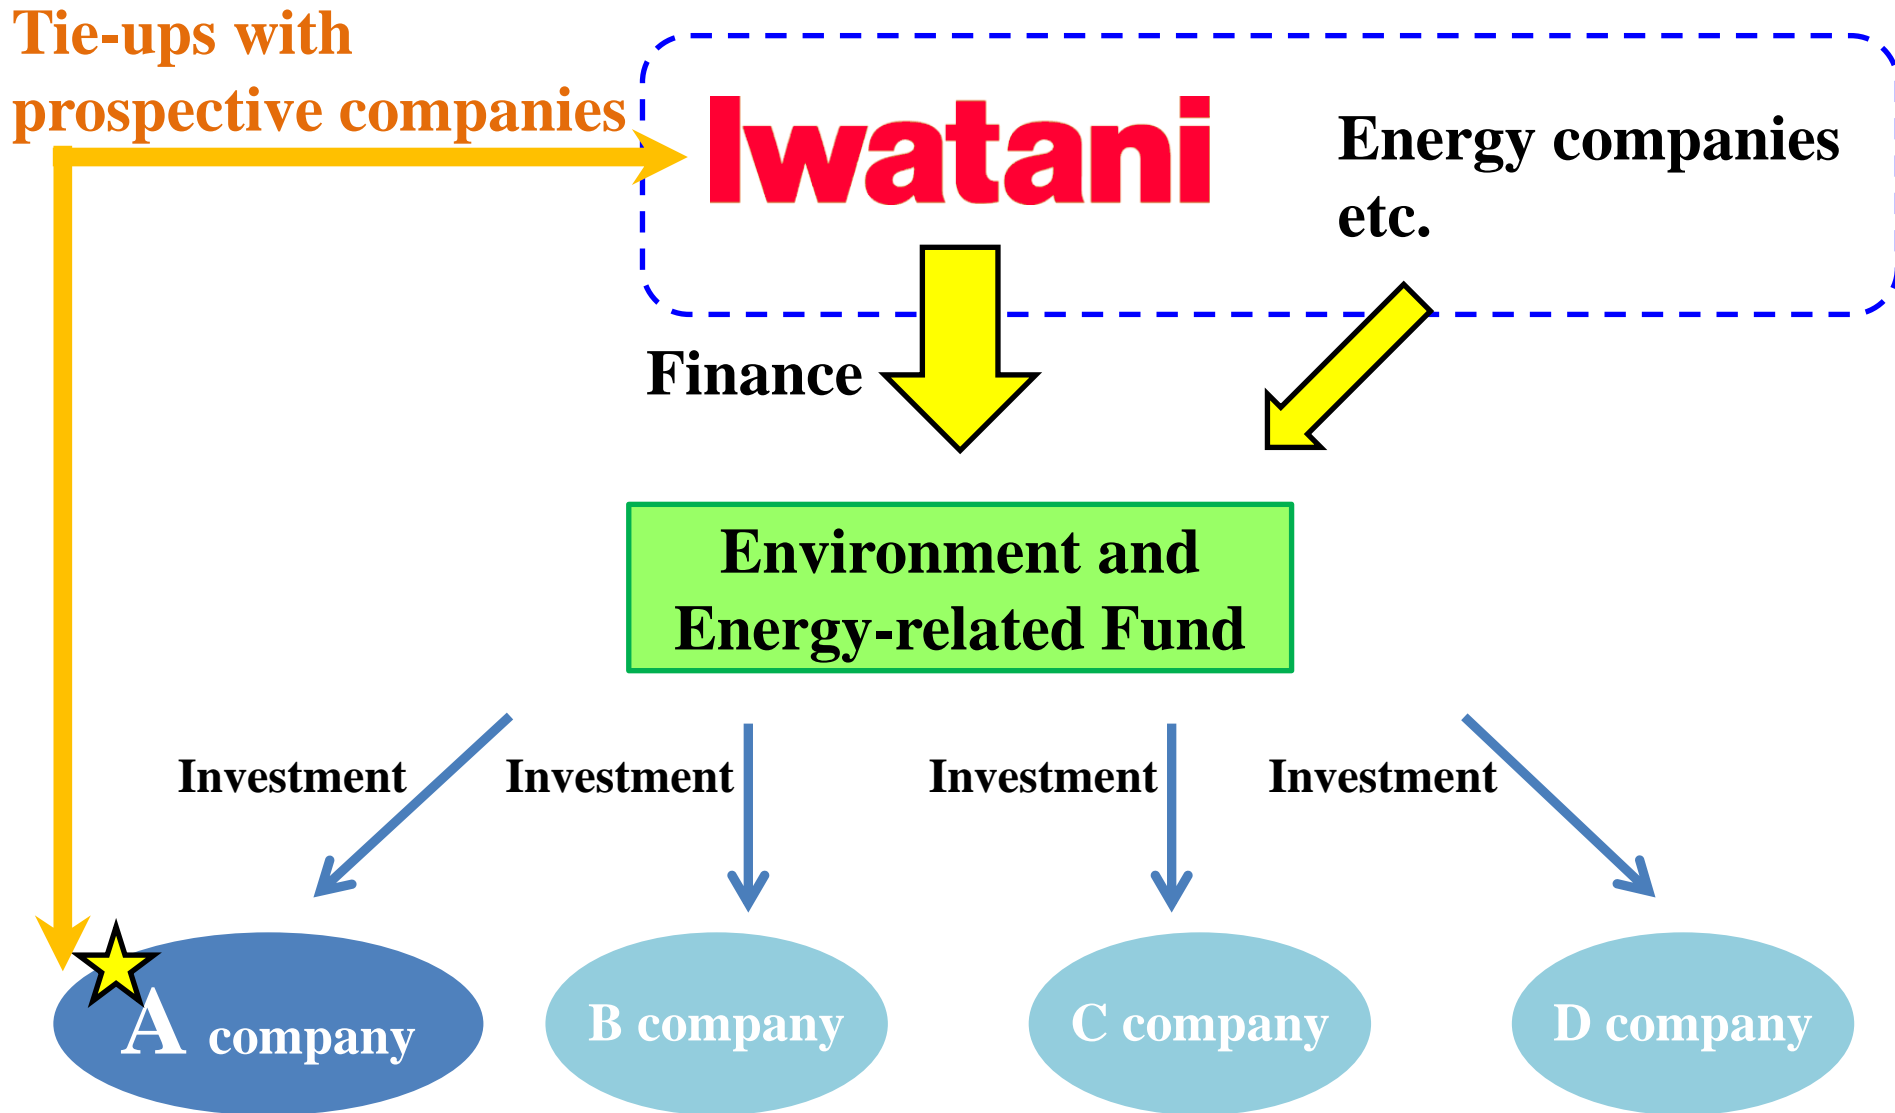 Tie-ups with
prospective companies
Iwatani
Energy companies
etc.
Finance
Environment and
Energy-related Fund
Investment
Investment
Investment
Investment
A company
B company
C company
D company